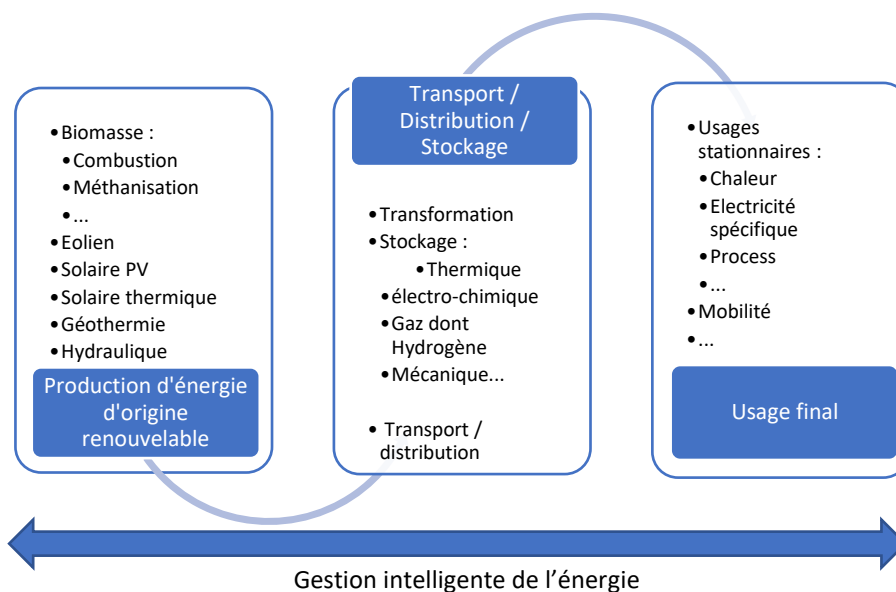 •Biomasse :
•Combustion
•Méthanisation
•...
•Eolien
•Solaire PV
•Solaire thermique
•Géothermie
•Hydraulique
Production d'énergie
d'origine
renouvelable
Transport /
Distribution /
Stockage
•Transformation
•Stockage :
•Thermique
•électro-chimique
•Gaz dont
Hydrogène
•Mécanique...
• Transport /
distribution
•Usages
stationnaires :
•Chaleur
•Electricité
spécifique
•Process
•...
•Mobilité
•...
Usage final
Gestion intelligente de l’énergie